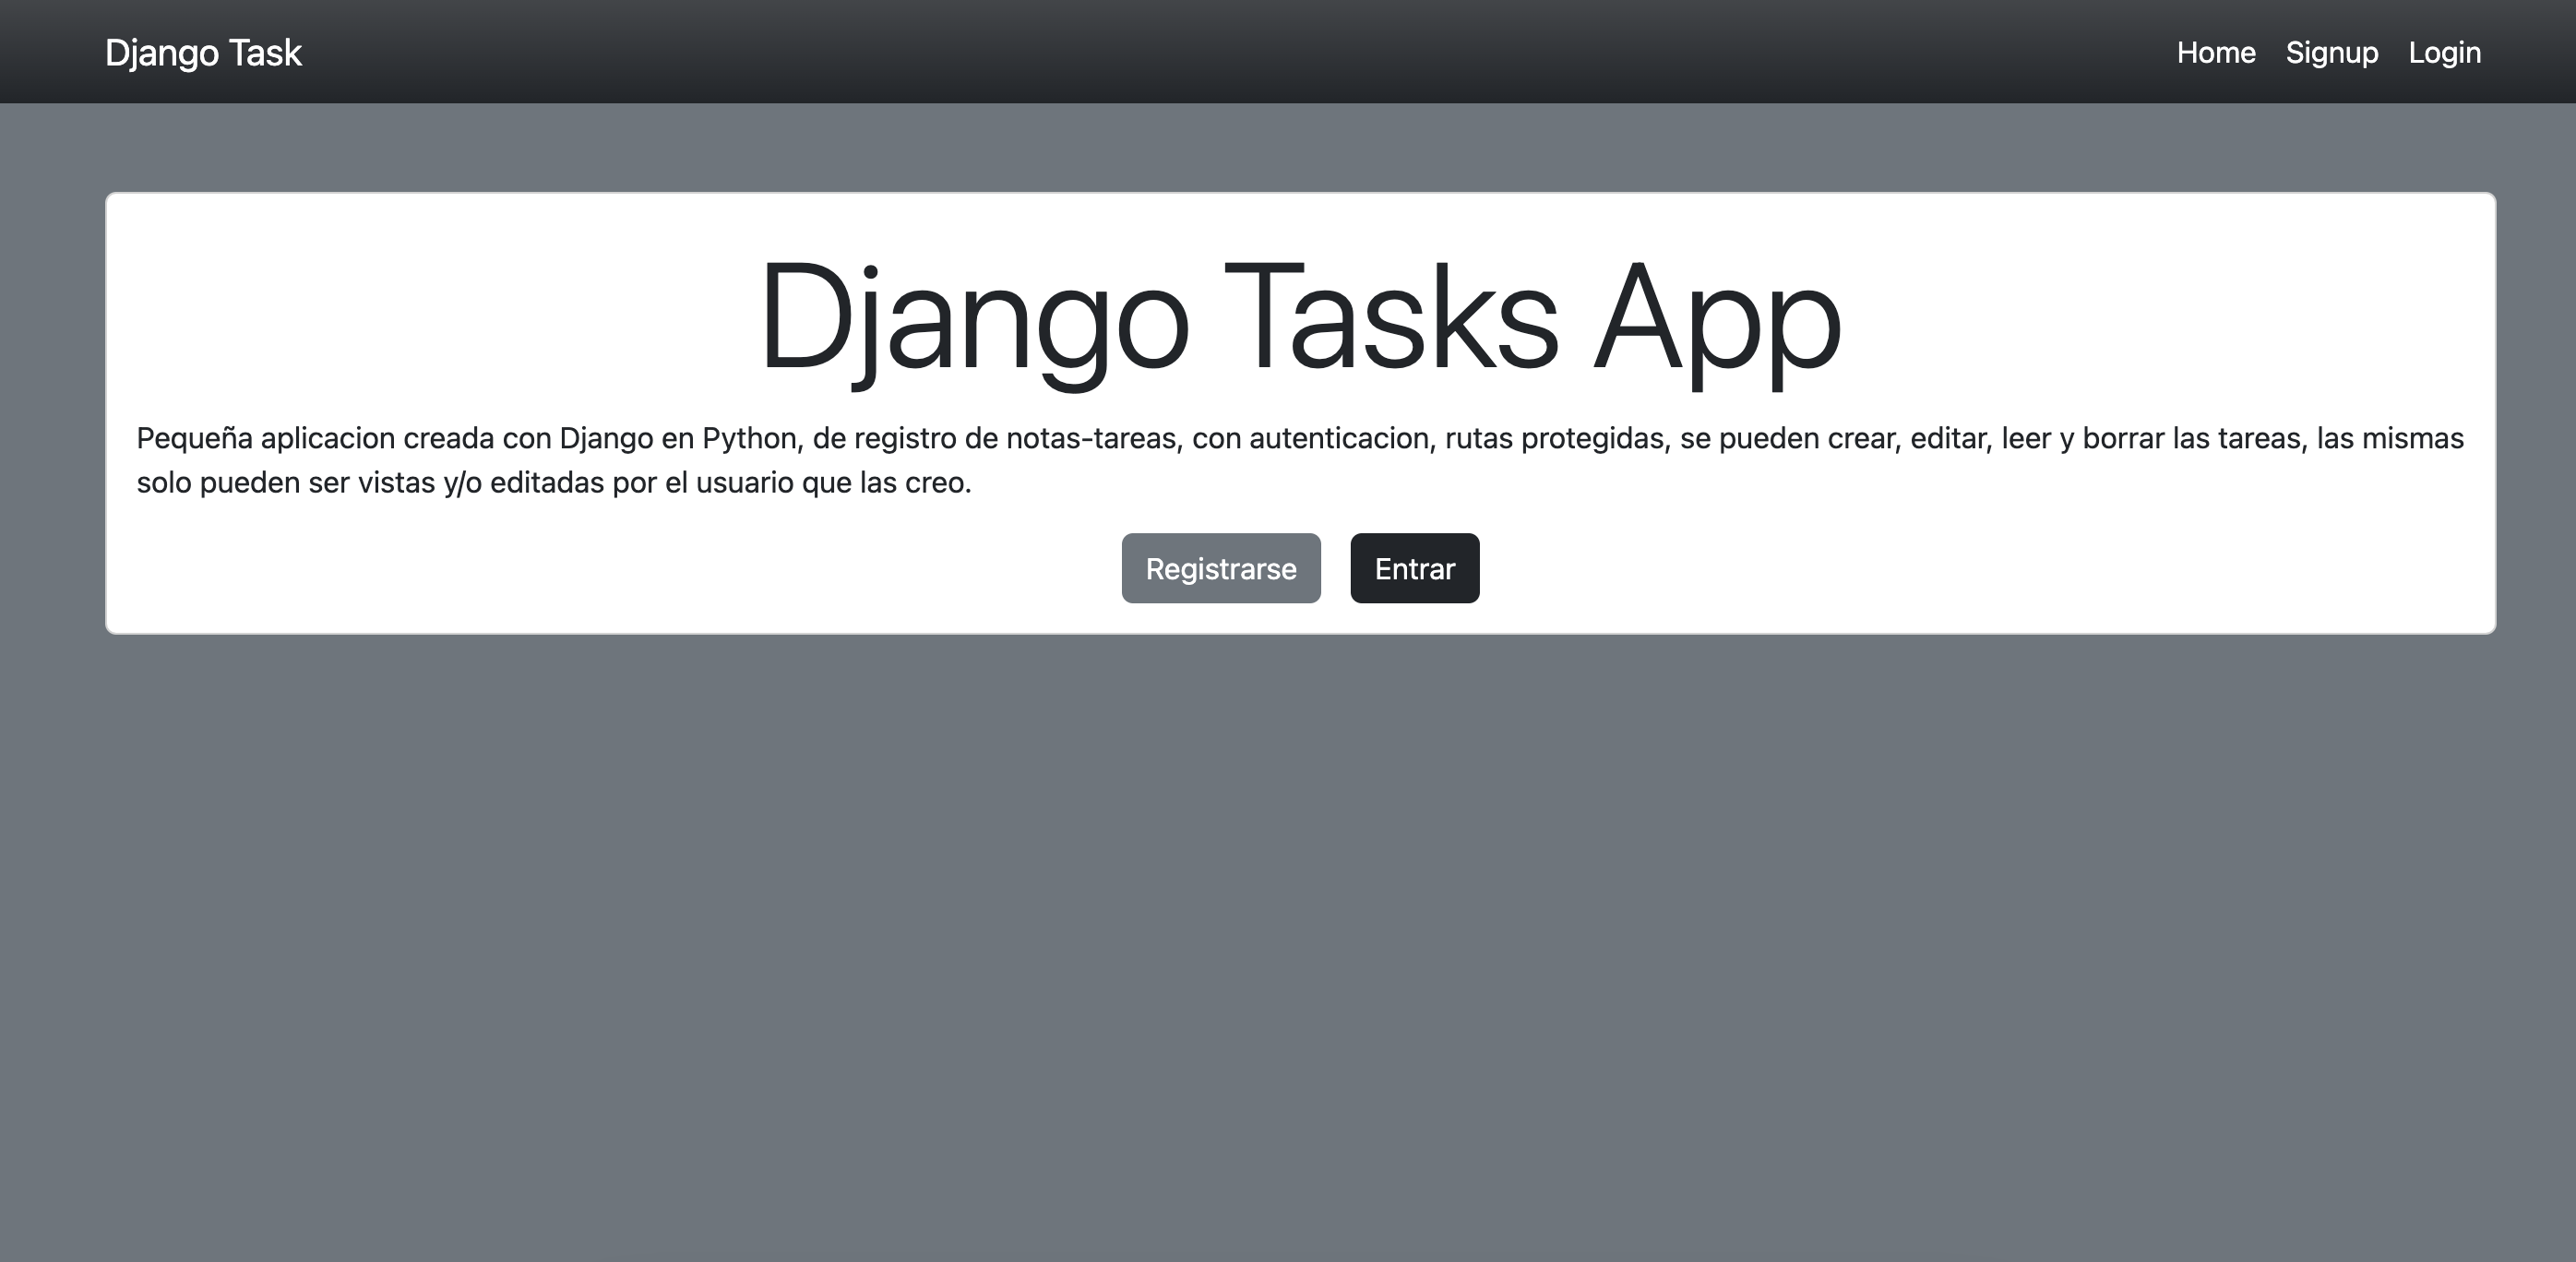 Django Task
Home Signup Login
Django Tasks App
Pequeña aplicacion creada con Django en Python, de registro de notas-tareas, con autenticacion, rutas protegidas, se pueden crear, editar, leer y borrar las tareas, las mismas
solo pueden ser vistas y/o editadas por el usuario que las creo.
Registrarse Entrar